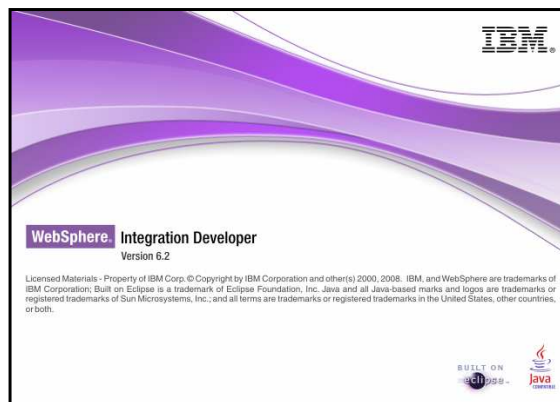 IBM®
WebSphere® Integration Developer
Version 6.2
Licensed Materials - Property of IBM Corp. © Copyright by IBM Corporation and other(s) 2000, 2008. IBM, and WebSphere are trademarks of
IBM Corporation; Built on Eclipse is a trademark of Eclipse Foundation, Inc. Java and all Java-based marks and logos are trademarks or
registered trademarks of Sun Microsystems, Inc.; and all terms are trademarks or registered trademarks in the United States, other countries,
or both.
BUILT ON
eclipse™
Java
COMPATIBLE